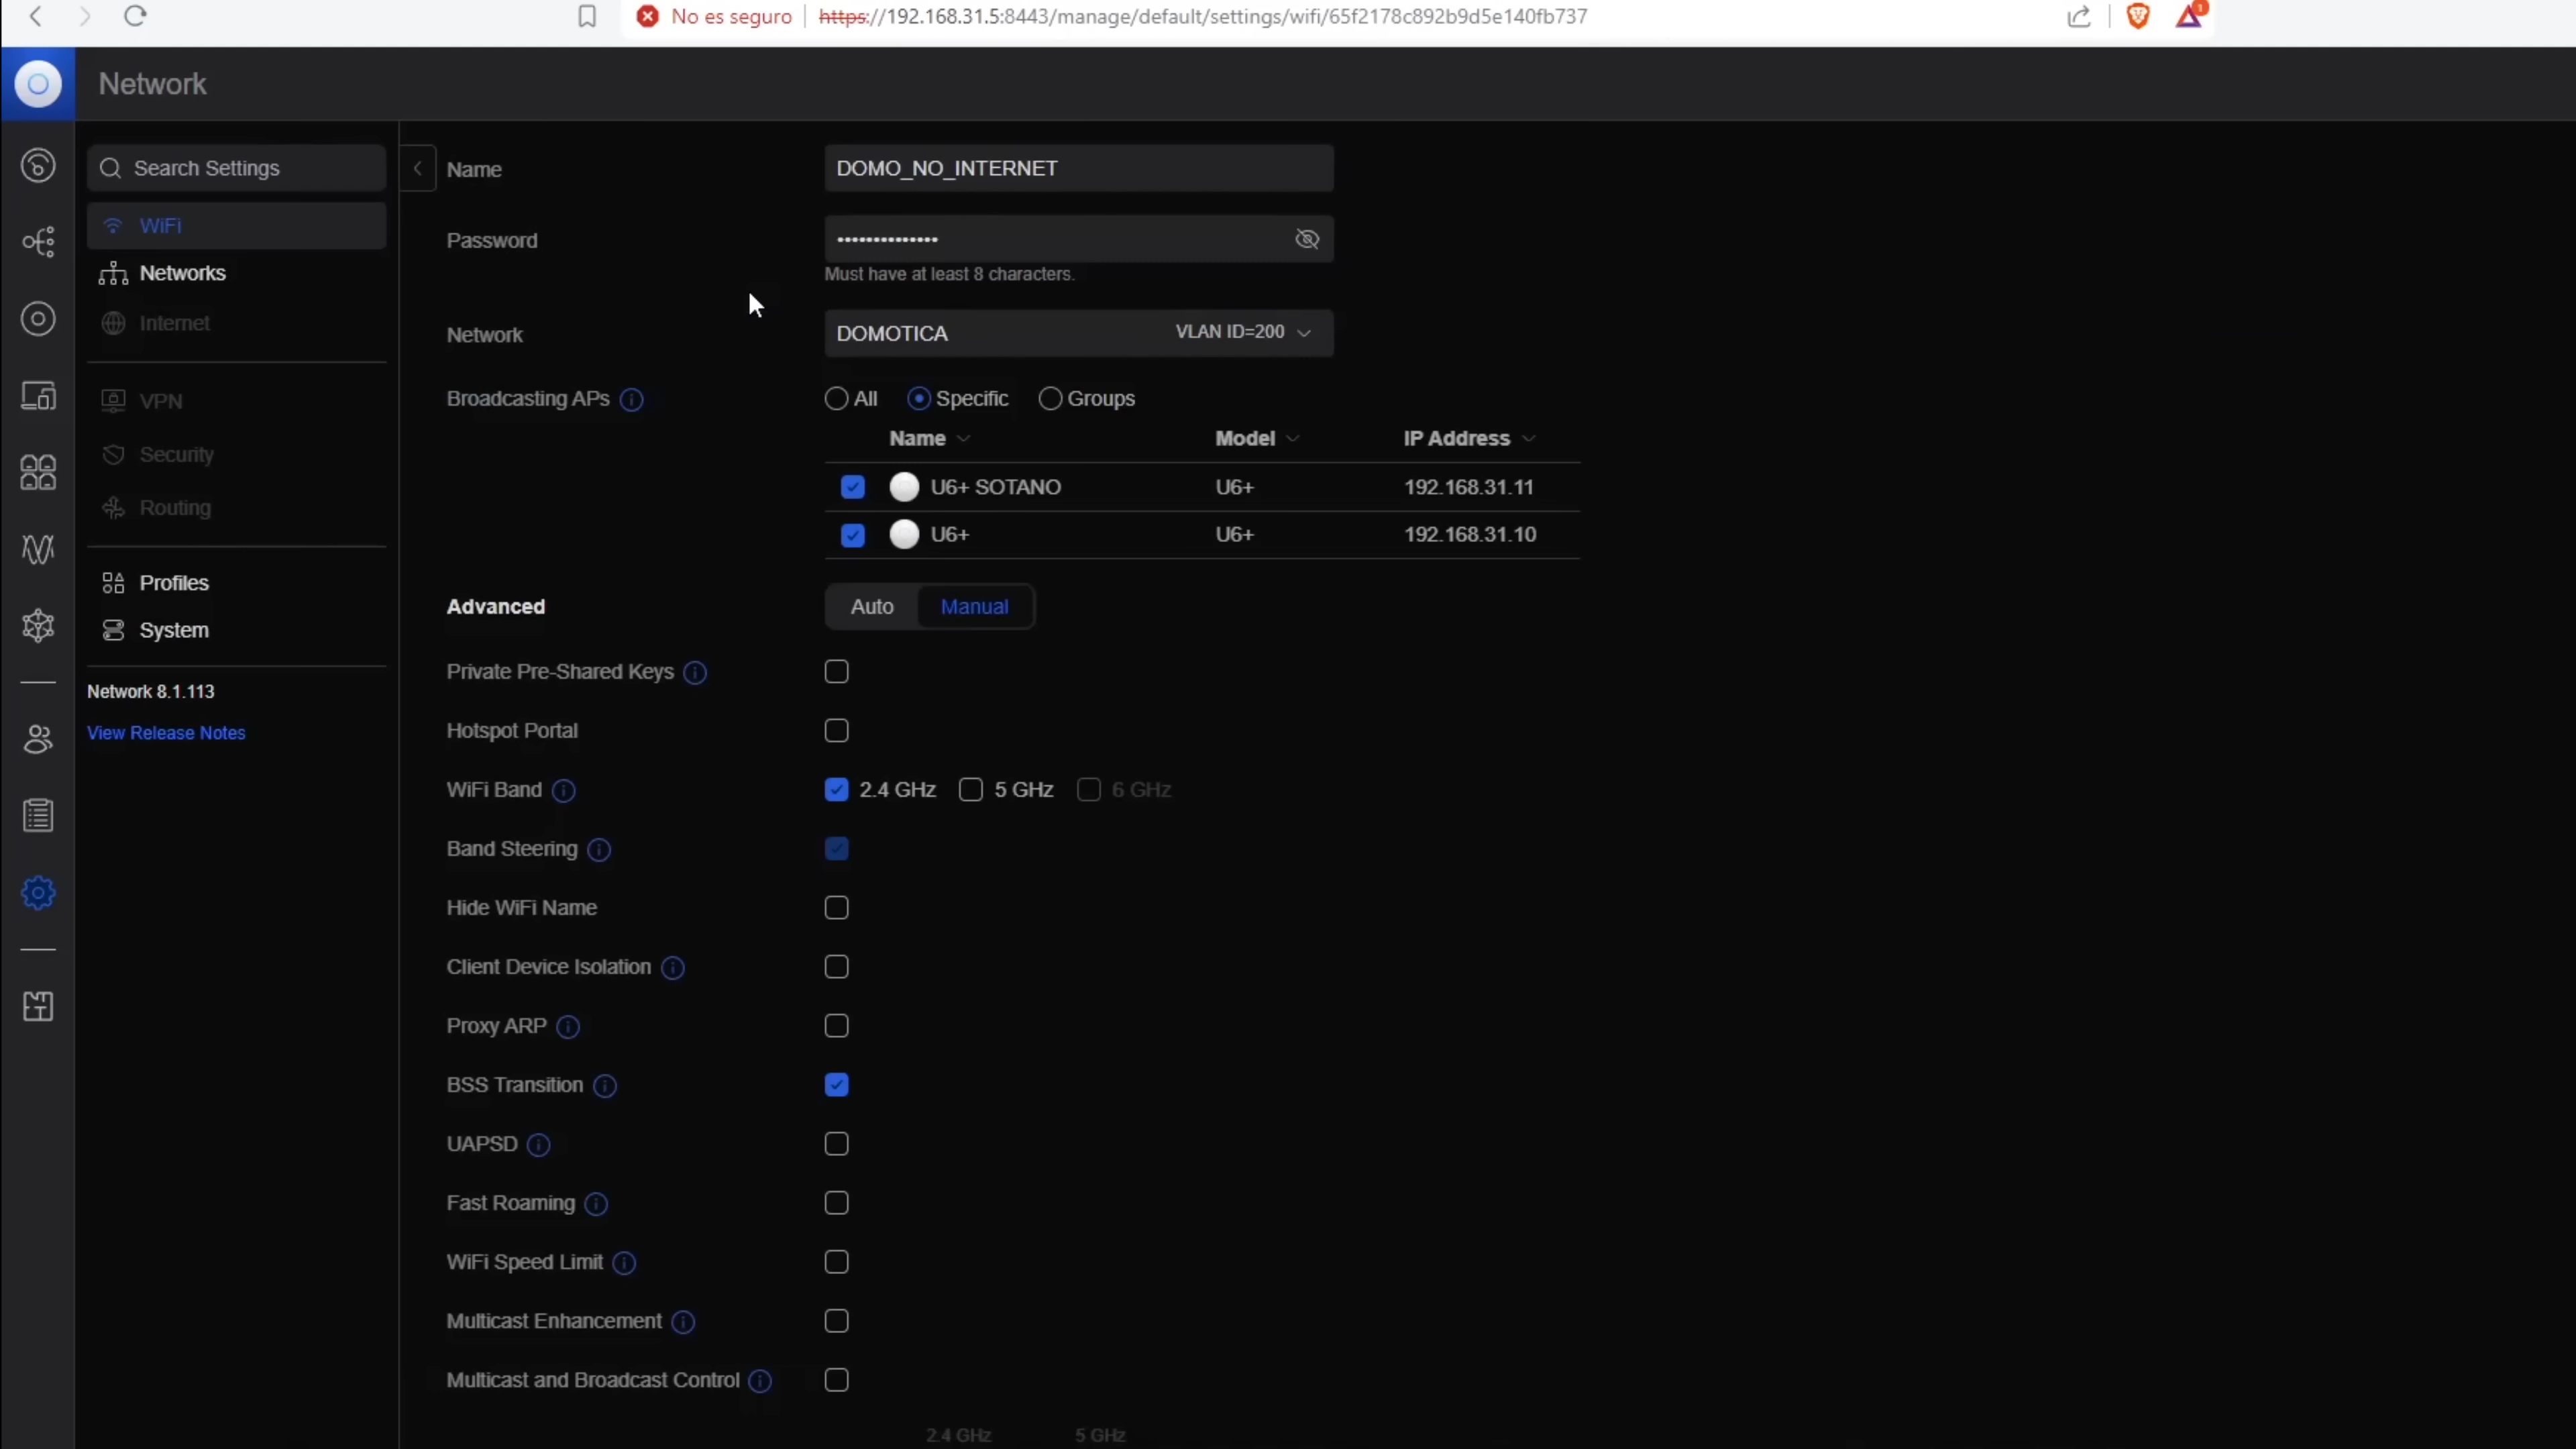 No es seguro https://192.168.31.5:8443/manage/default/settings/wifi/65f2178c892b9d5e140fb737
1
Network
Search Settings
WiFi
Networks
Internet
VPN
Security
Routing
Profiles
System
Network 8.1.113
View Release Notes
Name DOMO_NO_INTERNET
Password ••••••••••••••
Must have at least 8 characters.
Network DOMOTICA VLAN ID=200
Broadcasting APs All Specific Groups
Name Model IP Address
U6+ SOTANO U6+ 192.168.31.11
U6+ U6+ 192.168.31.10
Advanced Auto Manual
Private Pre-Shared Keys
Hotspot Portal
WiFi Band 2.4 GHz 5 GHz 6 GHz
Band Steering
Hide WiFi Name
Client Device Isolation
Proxy ARP
BSS Transition
UAPSD
Fast Roaming
WiFi Speed Limit
Multicast Enhancement
Multicast and Broadcast Control
2.4 GHz 5 GHz